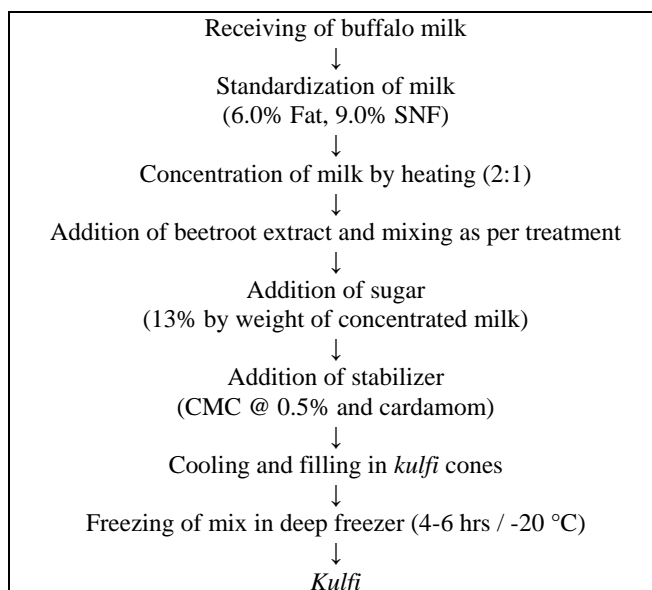 Receiving of buffalo milk
↓
Standardization of milk
(6.0% Fat, 9.0% SNF)
↓
Concentration of milk by heating (2:1)
↓
Addition of beetroot extract and mixing as per treatment
↓
Addition of sugar
(13% by weight of concentrated milk)
↓
Addition of stabilizer
(CMC @ 0.5% and cardamom)
↓
Cooling and filling in kulfi cones
↓
Freezing of mix in deep freezer (4-6 hrs / -20 °C)
↓
Kulfi